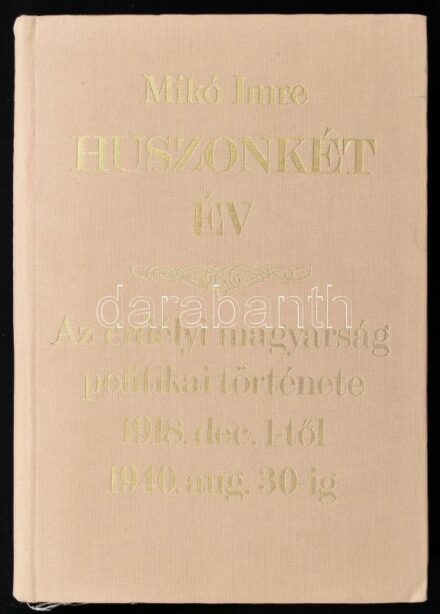 Mikó Imre
HUSZONKÉT
ÉV
darabanth
Az erdélyi magyarság
politikai története
1918. dec. 1-től
1940. aug. 30-ig